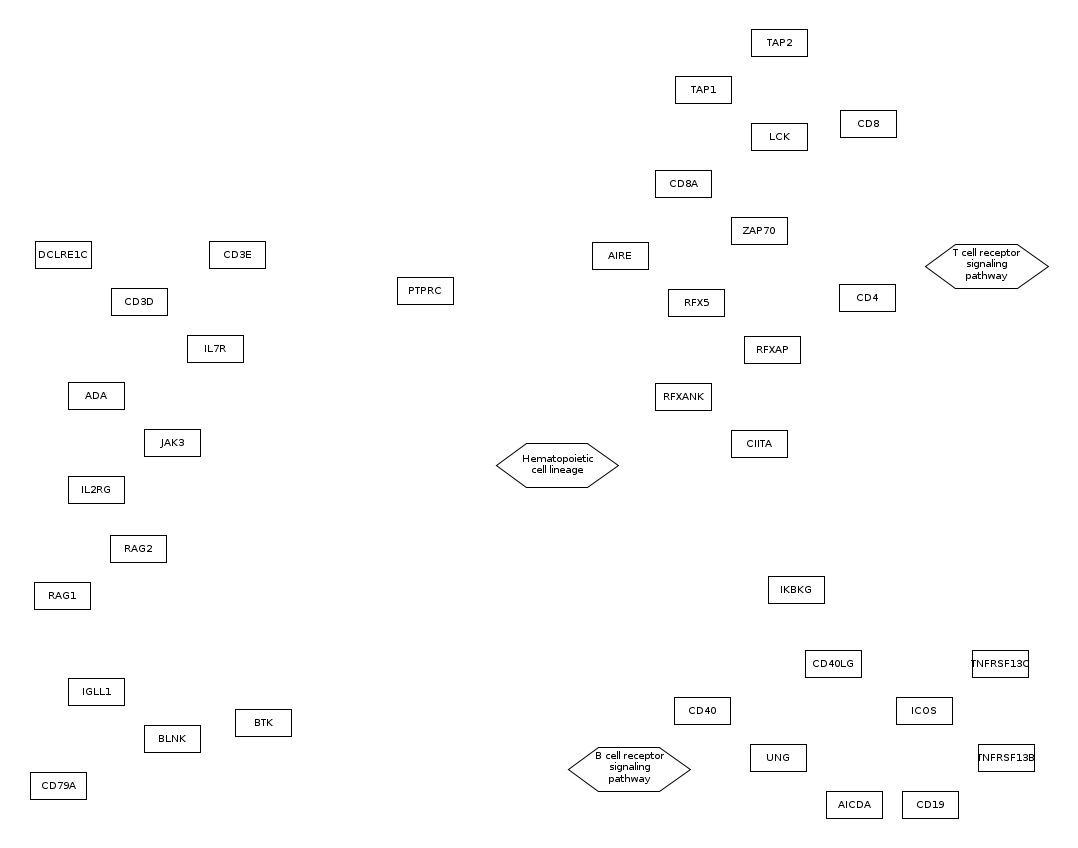 TAP2
TAP1
CD8
LCK
CD8A
ZAP70
DCLRE1C
CD3E
AIRE
T cell receptor
signaling
pathway
PTPRC
CD3D
RFX5
CD4
IL7R
RFXAP
ADA
RFXANK
JAK3
CIITA
Hematopoietic
cell lineage
IL2RG
RAG2
IKBKG
RAG1
CD40LG
TNFRSF13C
IGLL1
CD40
ICOS
BTK
BLNK
B cell receptor
signaling
pathway
UNG
TNFRSF13B
CD79A
AICDA
CD19